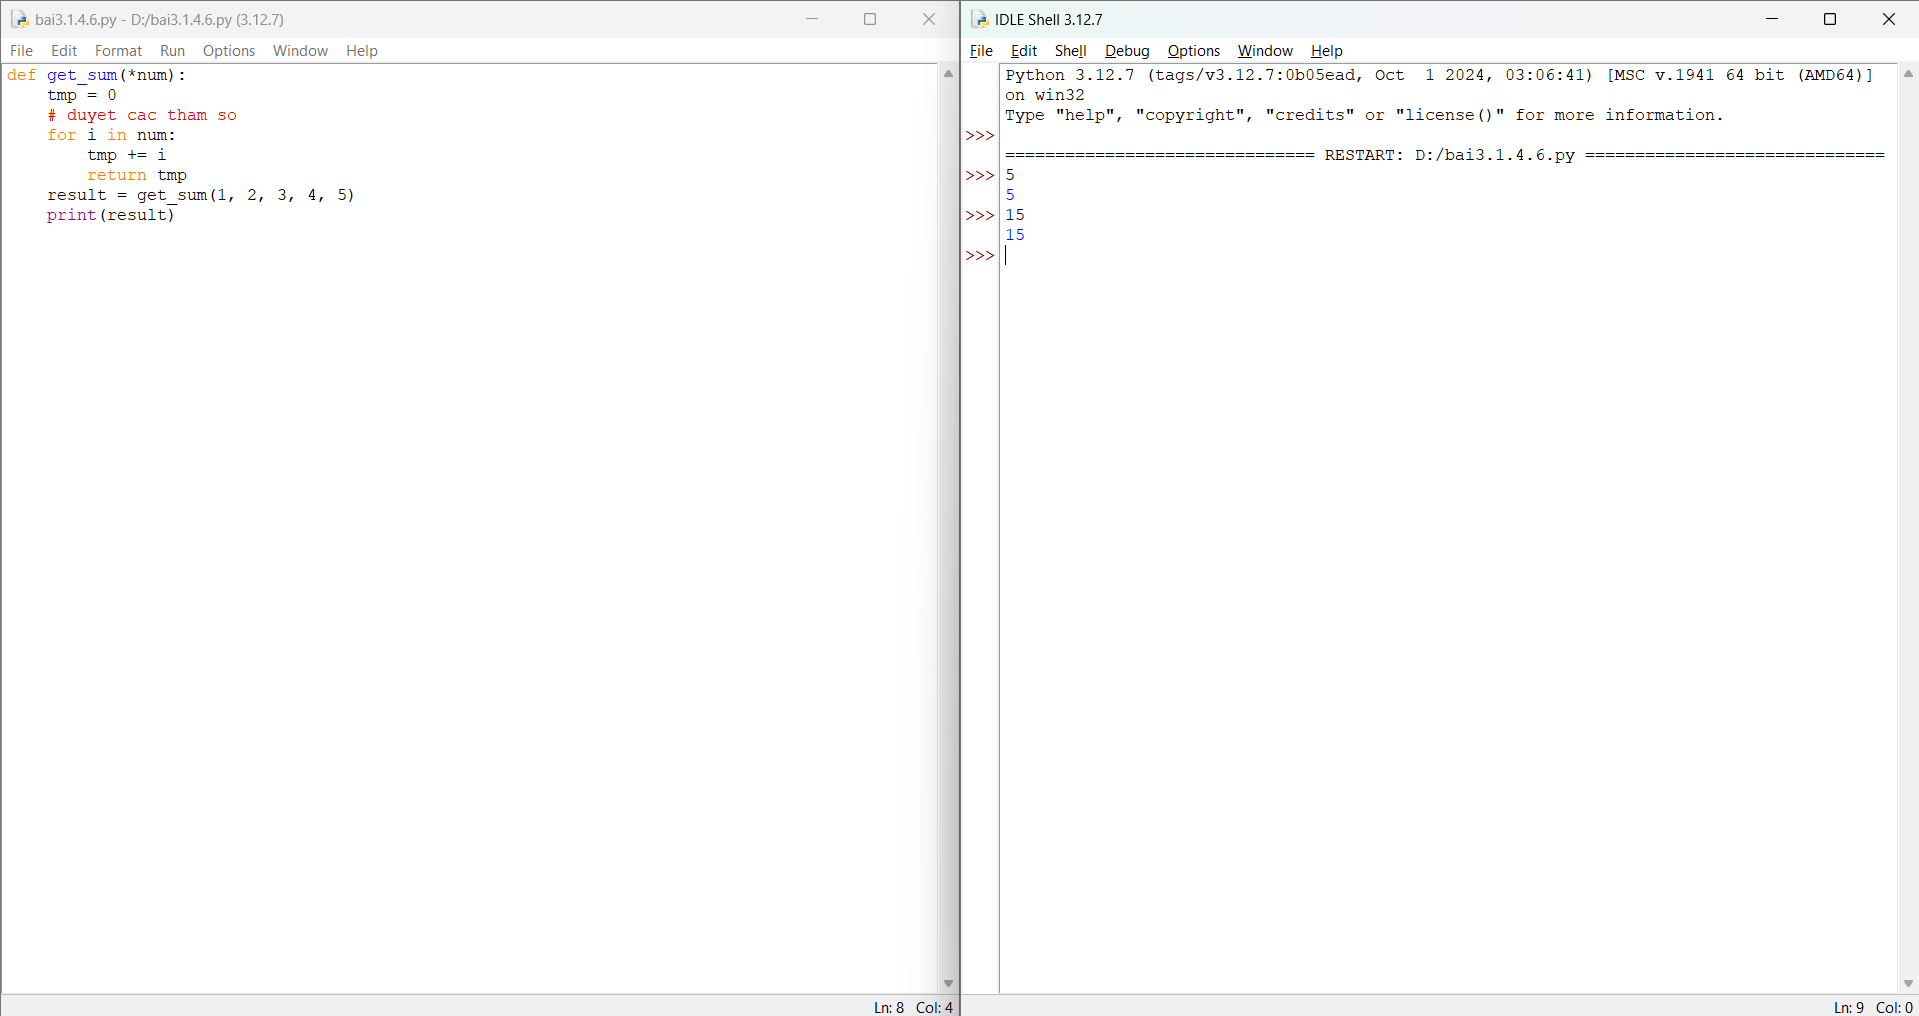 bai3.1.4.6.py - D:/bai3.1.4.6.py (3.12.7)
File Edit Format Run Options Window Help
def get_sum(*num):
    tmp = 0
    # duyet cac tham so
    for i in num:
        tmp += i
        return tmp
    result = get_sum(1, 2, 3, 4, 5)
    print(result)
Ln: 8 Col: 4
IDLE Shell 3.12.7
File Edit Shell Debug Options Window Help
Python 3.12.7 (tags/v3.12.7:0b05ead, Oct  1 2024, 03:06:41) [MSC v.1941 64 bit (AMD64)]
on win32
Type "help", "copyright", "credits" or "license()" for more information.
>>>
=============================== RESTART: D:/bai3.1.4.6.py ==============================
>>> 5
5
>>> 15
15
>>>
Ln: 9 Col: 0